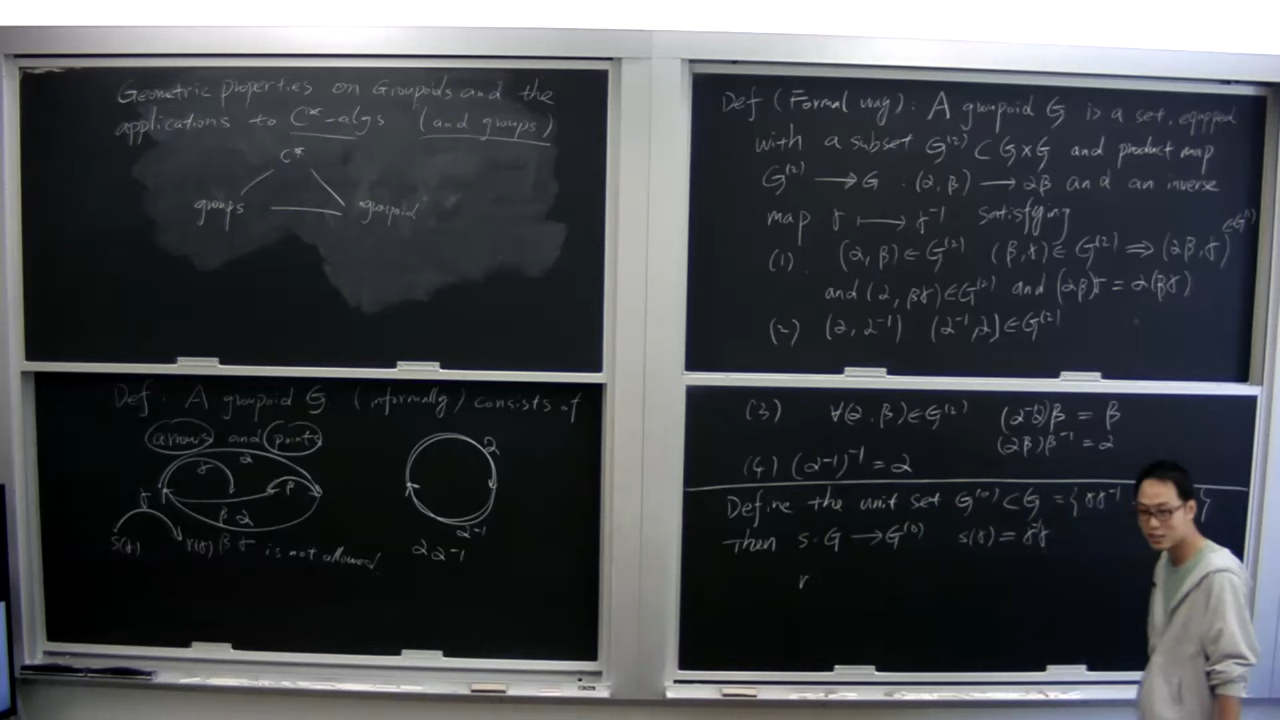 Geometric properties on Groupoids and the
applications to C*-algs (and groups)
C*
groups groupoid
Def: A groupoid G (informally) consists of
arrows and points
α
γ
β
γ
β α
s(γ) r(γ) β γ is not allowed.
α
α⁻¹
α α⁻¹
Def (Formal way): A groupoid G is a set, equpped
with a subset G⁽²⁾ ⊂ G×G and product map
G⁽²⁾ → G : (α, β) → αβ and an inverse
map γ ↦ γ⁻¹ satisfying
(1) (α, β) ∈ G⁽²⁾ (β, γ) ∈ G⁽²⁾ ⇒ (αβ, γ) ∈ G⁽²⁾
and (α, βγ) ∈ G⁽²⁾ and (αβ)γ = α(βγ)
(2) (α, α⁻¹) (α⁻¹, α) ∈ G⁽²⁾
(3) ∀(α, β) ∈ G⁽²⁾ (α⁻¹α)β = β
(αβ)β⁻¹ = α
(4) (α⁻¹)⁻¹ = α
Define the unit set G⁽⁰⁾ ⊂ G = {γγ⁻¹ }
Then s: G → G⁽⁰⁾ s(γ) = γ⁻¹γ
r